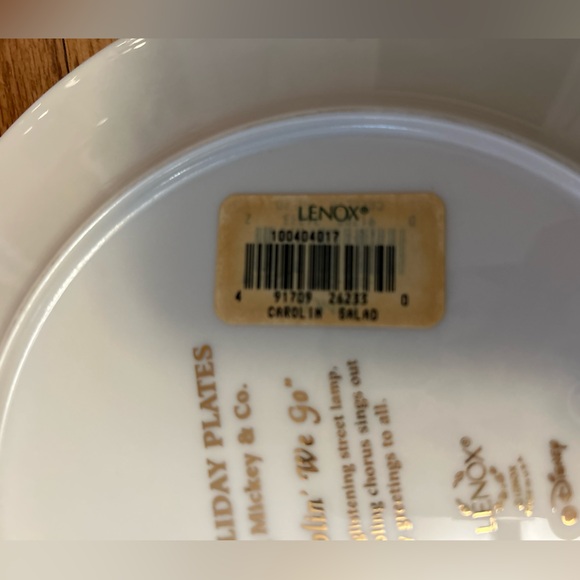 LENOX®
100404017
4 91709 26233 0
CAROLIN SALAD
LIDAY PLATES
Mickey & Co.
olin' We Go"
glistening street lamp,
oling chorus sings out
greetings to all.
LENOX
© Disney